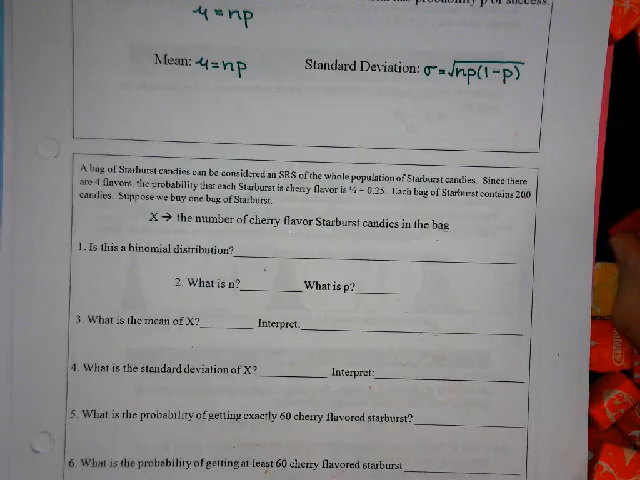 probability p of success.
μ = np
Mean: μ = np Standard Deviation: σ = √np(1-p)
A bag of Starburst candies can be considered an SRS of the whole population of Starburst candies. Since there
are 4 flavors, the probability that each Starburst is cherry flavor is ¼ = 0.25. Each bag of Starburst contains 200
candies. Suppose we buy one bag of Starburst.
X → the number of cherry flavor Starburst candies in the bag
1. Is this a binomial distribution?
2. What is n? What is p?
3. What is the mean of X? Interpret:
4. What is the standard deviation of X? Interpret:
5. What is the probability of getting exactly 60 cherry flavored starburst?
6. What is the probability of getting at least 60 cherry flavored starburst